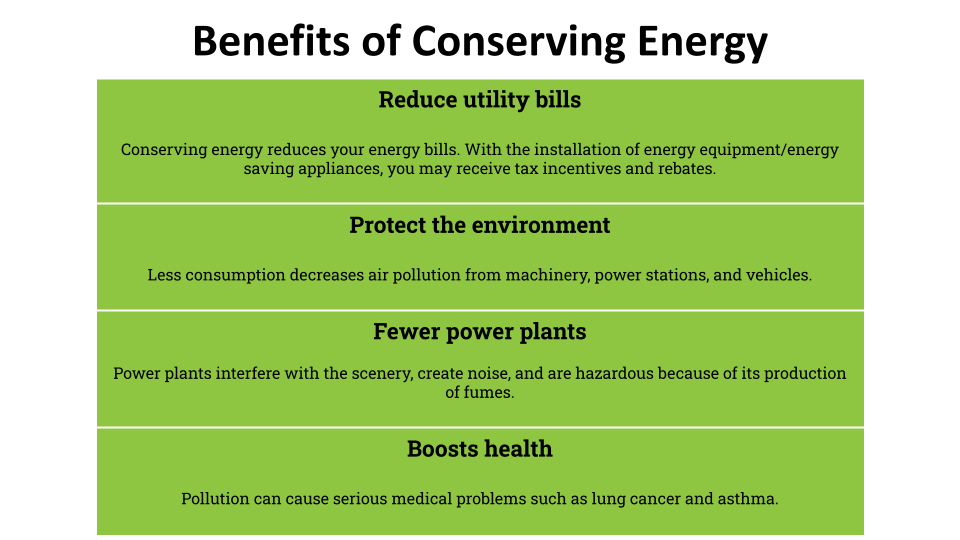 Benefits of Conserving Energy
Reduce utility bills
Conserving energy reduces your energy bills. With the installation of energy equipment/energy
saving appliances, you may receive tax incentives and rebates.
Protect the environment
Less consumption decreases air pollution from machinery, power stations, and vehicles.
Fewer power plants
Power plants interfere with the scenery, create noise, and are hazardous because of its production
of fumes.
Boosts health
Pollution can cause serious medical problems such as lung cancer and asthma.